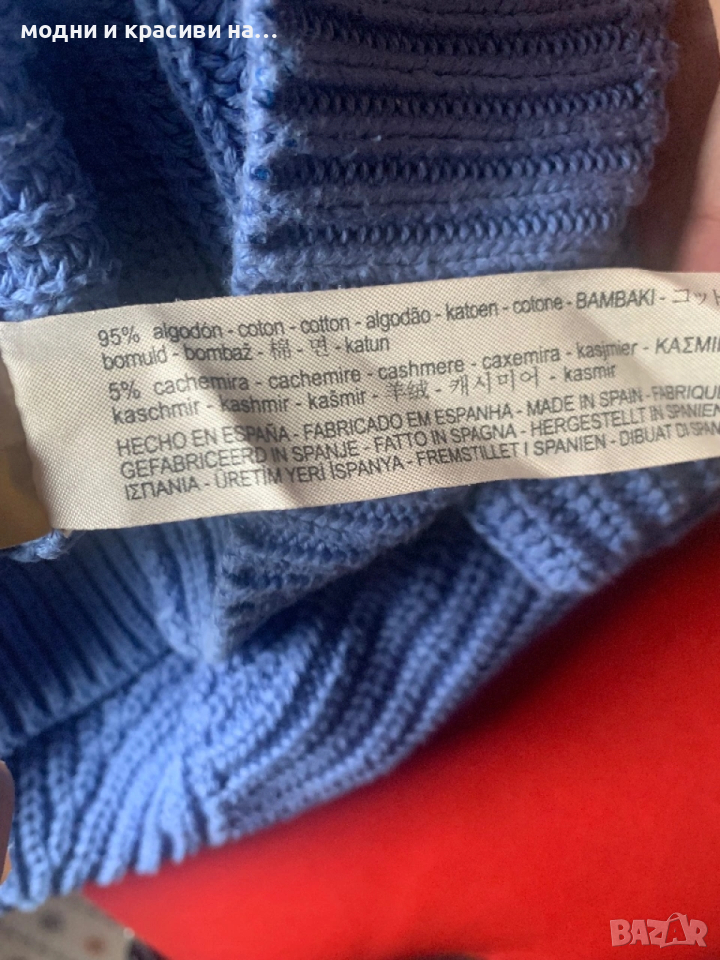 модни и красиви на...
95% algodón - coton - cotton - algodão - katoen - cotone - BAMBAKI - コット
bomuld - bombaž - 棉 - 면 - katun
5% cachemira - cachemire - cashmere - caxemira - kasjmier - ΚΑΣΜΙΡ
kaschmir - kashmir - kašmir - 羊绒 - 캐시미어 - kasmir
HECHO EN ESPAÑA - FABRICADO EM ESPANHA - MADE IN SPAIN - FABRIQUE
GEFABRICEERD IN SPANJE - FATTO IN SPAGNA - HERGESTELLT IN SPANIEN
ΙΣΠΑΝΙΑ - ÜRETİM YERİ İSPANYA - FREMSTILLET I SPANIEN - DIBUAT DI SPAN
BAZAR